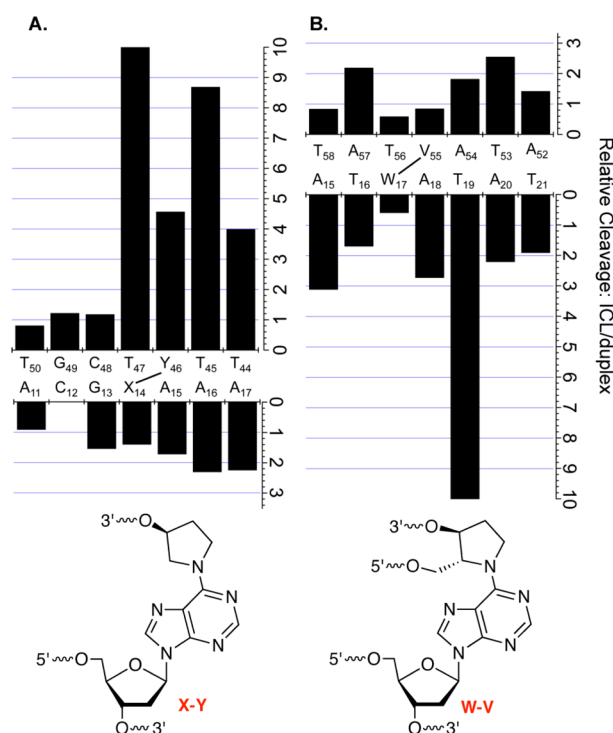 A.
10
9
8
7
6
5
4
3
2
1
0
T50 G49 C48 T47 Y46 T45 T44
A11 C12 G13 X14 A15 A16 A17
0
1
2
3
B.
3
2
1
0
T58 A57 T56 V55 A54 T53 A52
A15 T16 W17 A18 T19 A20 T21
0
1
2
3
4
5
6
7
8
9
10
Relative Cleavage: ICL/duplex
3' O
N
N N
N N
5' O O
O 3'
X-Y
3' O
5' O N
N N
N N
5' O O
O 3'
W-V